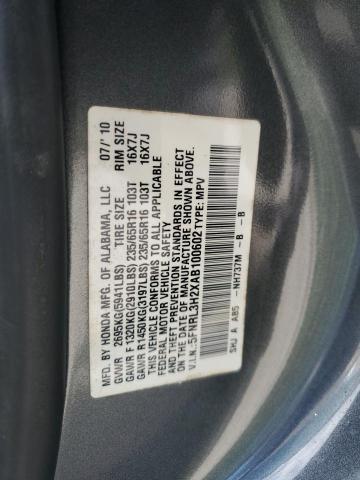 MFD. BY HONDA MFG. OF ALABAMA, LLC 07/'10
GVWR 2695KG(5941LBS) TIRE SIZE RIM SIZE
GAWR F 1320KG(2910LBS) 235/65R16 103T 16X7J
GAWR R1450KG(3197LBS) 235/65R16 103T 16X7J
THIS VEHICLE CONFORMS TO ALL APPLICABLE
FEDERAL MOTOR VEHICLE SAFETY
AND THEFT PREVENTION STANDARDS IN EFFECT
ON THE DATE OF MANUFACTURE SHOWN ABOVE.
V.I.N.:5FNRL3H2XAB100602 TYPE: MPV
SHJ A A85 -NH737M - B - B